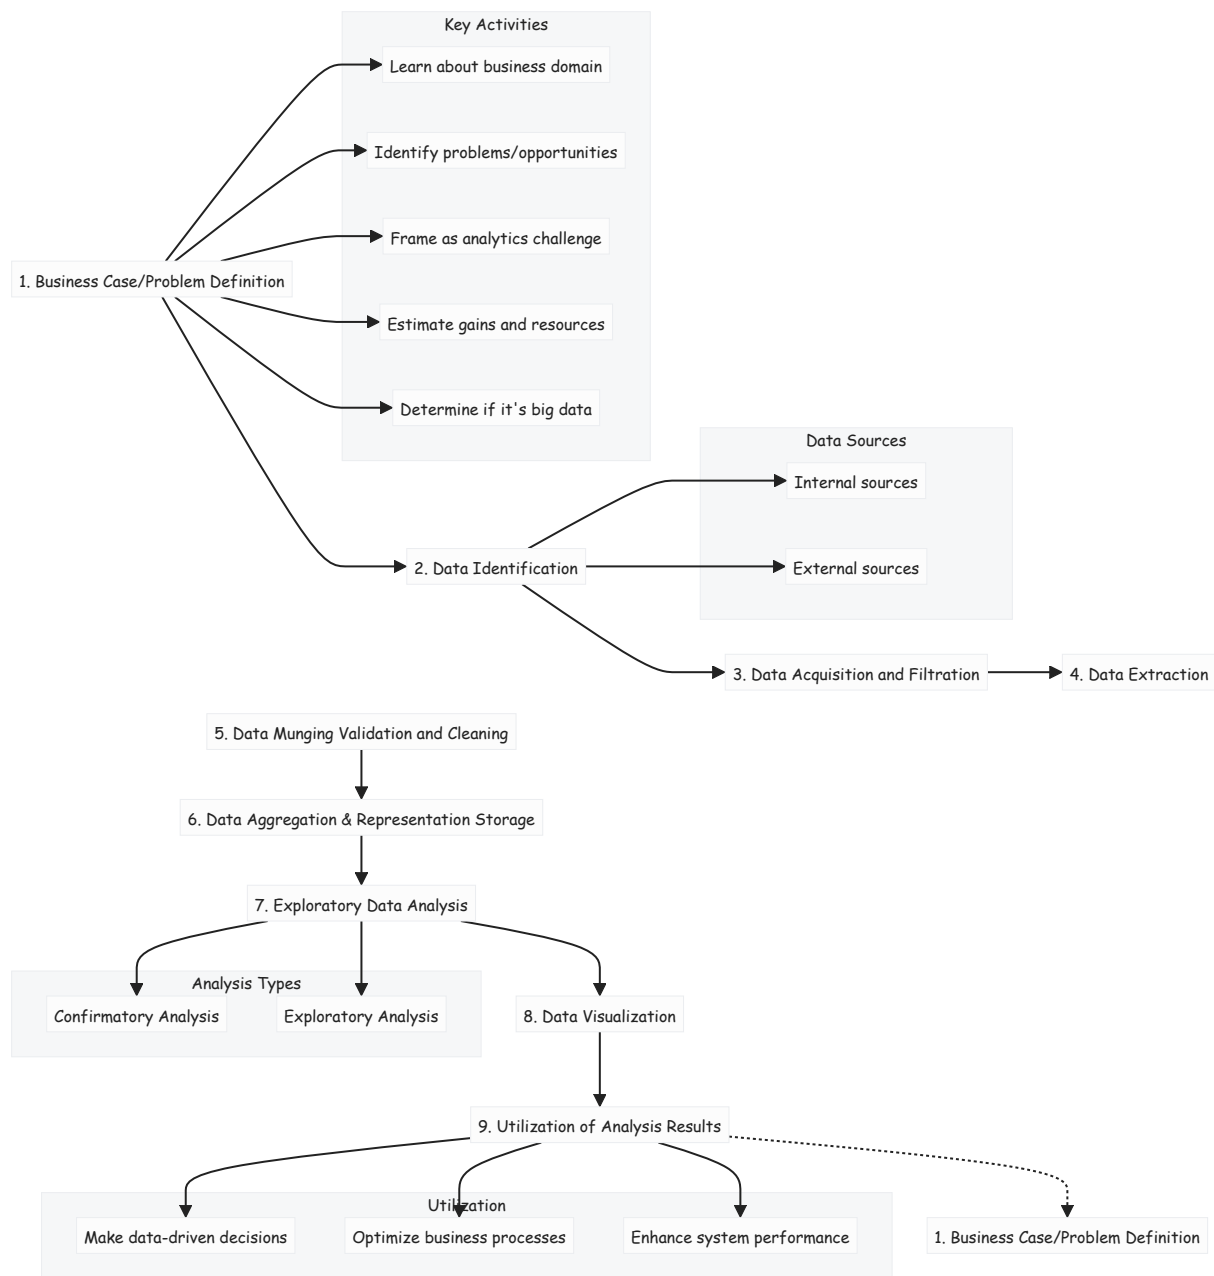 Key Activities
Learn about business domain
Identify problems/opportunities
Frame as analytics challenge
1. Business Case/Problem Definition
Estimate gains and resources
Determine if it's big data
Data Sources
Internal sources
2. Data Identification
External sources
3. Data Acquisition and Filtration
4. Data Extraction
5. Data Munging Validation and Cleaning
6. Data Aggregation & Representation Storage
7. Exploratory Data Analysis
Analysis Types
Confirmatory Analysis
Exploratory Analysis
8. Data Visualization
9. Utilization of Analysis Results
Utilization
Make data-driven decisions
Optimize business processes
Enhance system performance
1. Business Case/Problem Definition